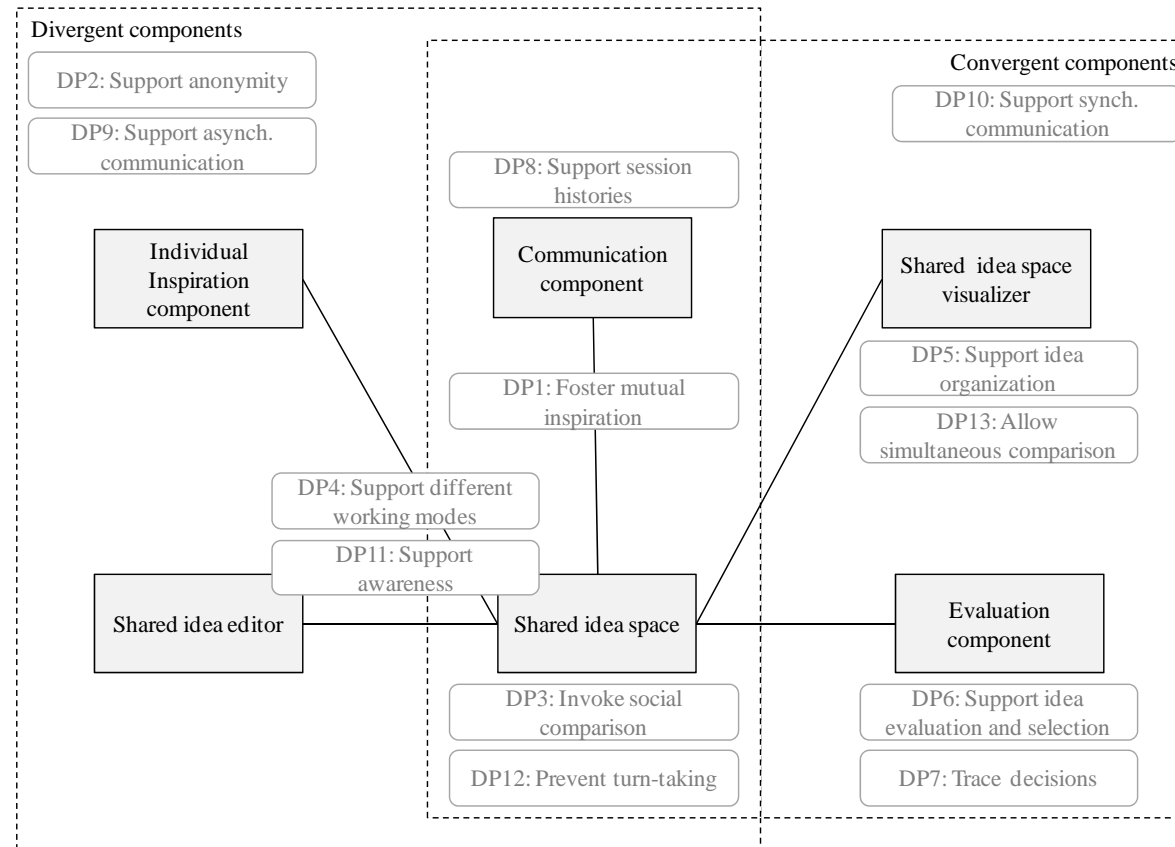 Divergent components
Convergent components
DP2: Support anonymity
DP10: Support synch.
communication
DP9: Support asynch.
communication
DP8: Support session
histories
Individual
Inspiration
component
Communication
component
Shared idea space
visualizer
DP5: Support idea
organization
DP1: Foster mutual
inspiration
DP13: Allow
simultaneous comparison
DP4: Support different
working modes
DP11: Support
awareness
Shared idea editor
Shared idea space
Evaluation
component
DP3: Invoke social
comparison
DP6: Support idea
evaluation and selection
DP12: Prevent turn-taking
DP7: Trace decisions